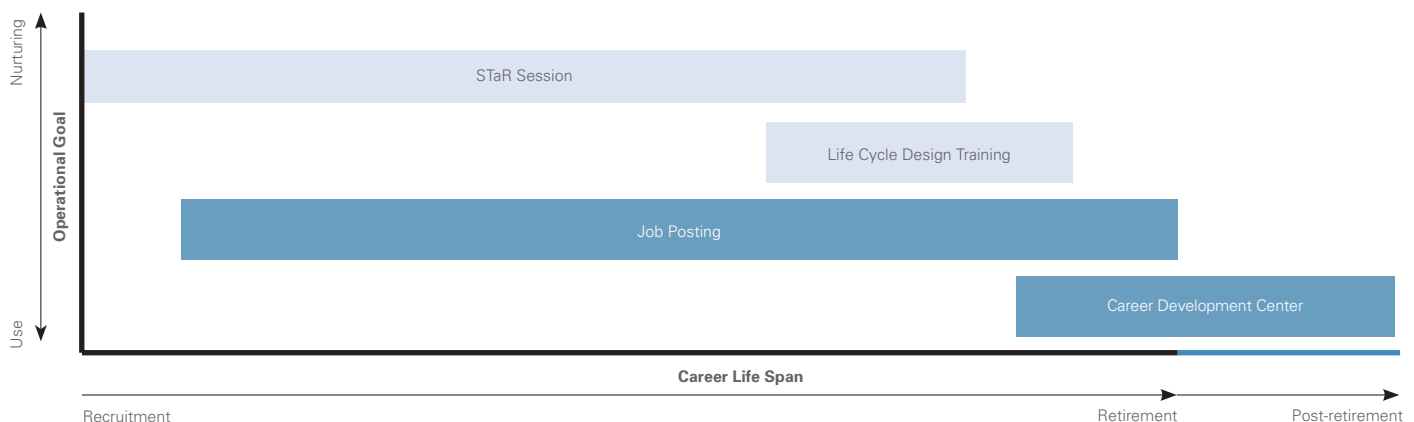 Nurturing
Operational Goal
Use
STaR Session
Life Cycle Design Training
Job Posting
Career Development Center
Career Life Span
Recruitment
Retirement
Post-retirement